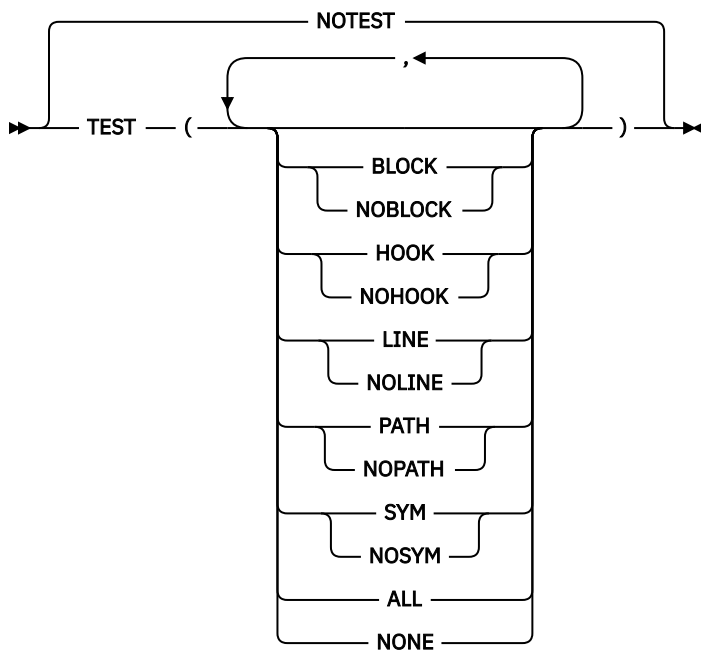 NOTEST
,
TEST ( )
BLOCK
NOBLOCK
HOOK
NOHOOK
LINE
NOLINE
PATH
NOPATH
SYM
NOSYM
ALL
NONE